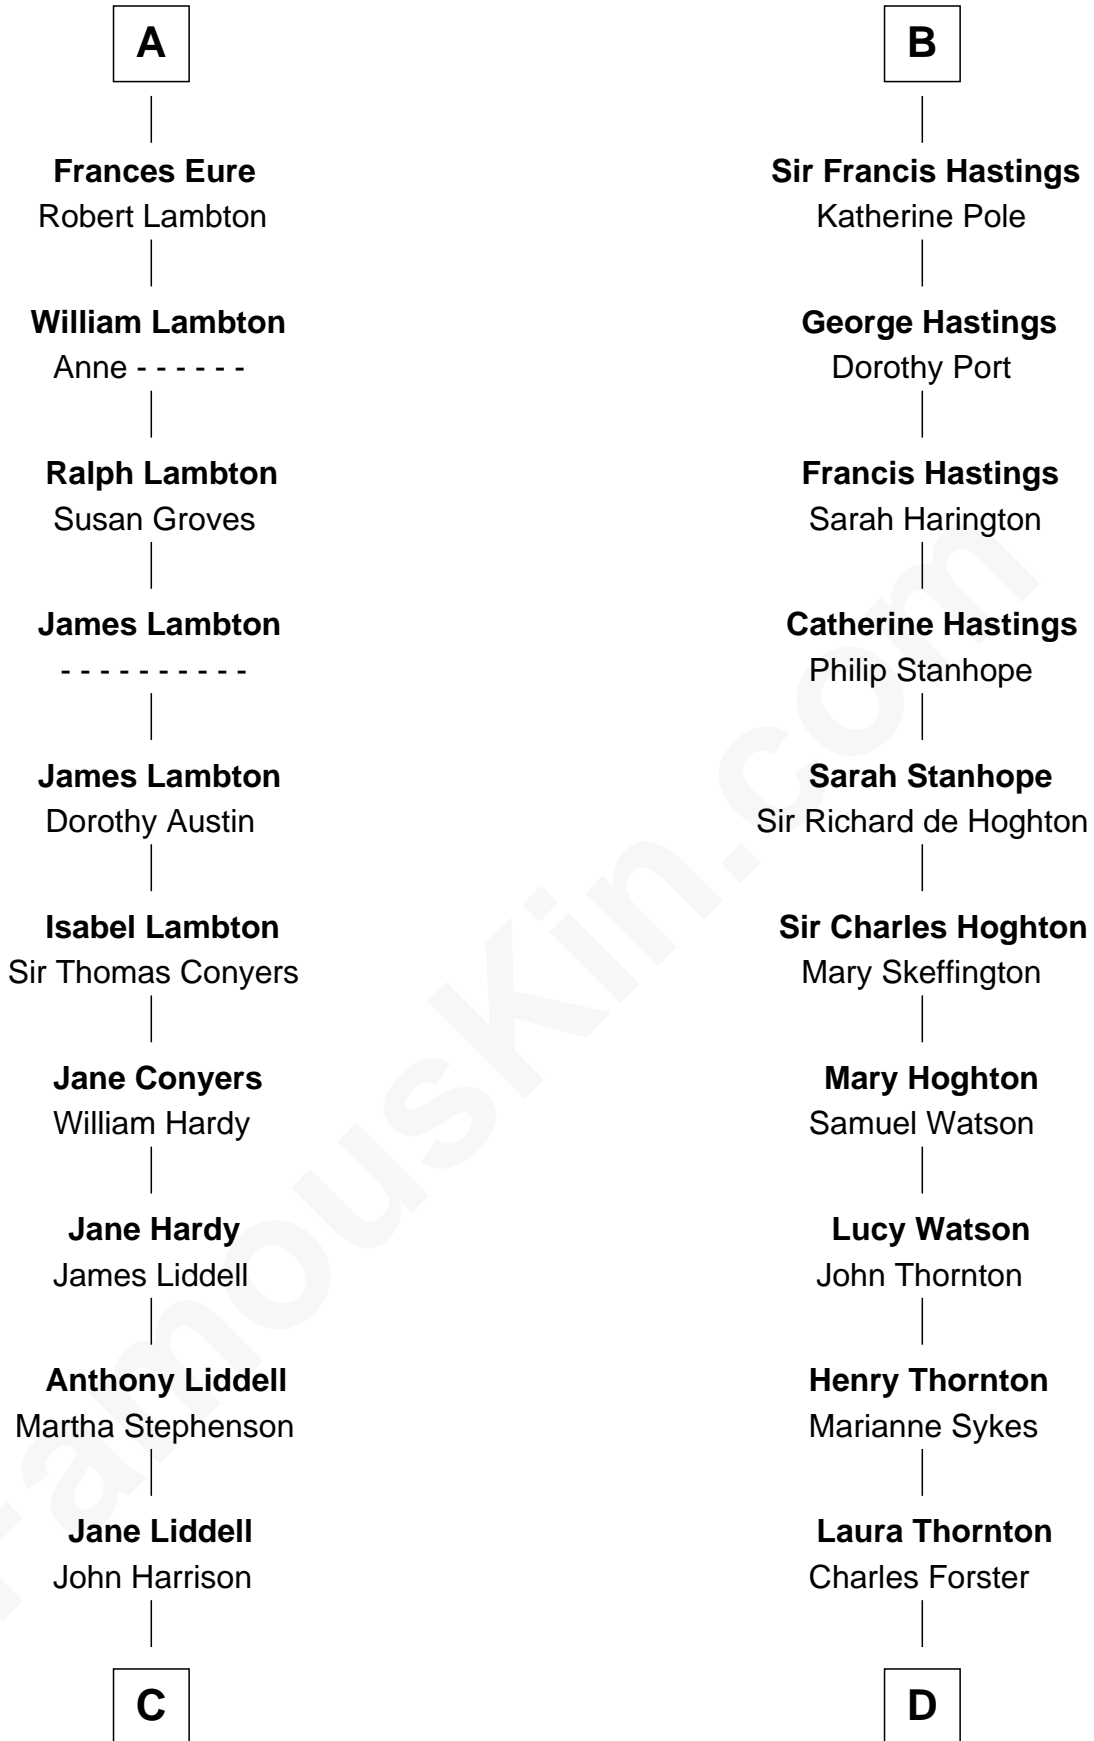 A
Frances Eure
Robert Lambton
William Lambton
Anne - - - - - -
Ralph Lambton
Susan Groves
James Lambton
- - - - - - - - - -
James Lambton
Dorothy Austin
Isabel Lambton
Sir Thomas Conyers
Jane Conyers
William Hardy
Jane Hardy
James Liddell
Anthony Liddell
Martha Stephenson
Jane Liddell
John Harrison
C
B
Sir Francis Hastings
Katherine Pole
George Hastings
Dorothy Port
Francis Hastings
Sarah Harington
Catherine Hastings
Philip Stanhope
Sarah Stanhope
Sir Richard de Hoghton
Sir Charles Hoghton
Mary Skeffington
Mary Hoghton
Samuel Watson
Lucy Watson
John Thornton
Henry Thornton
Marianne Sykes
Laura Thornton
Charles Forster
D
FamousKin.com